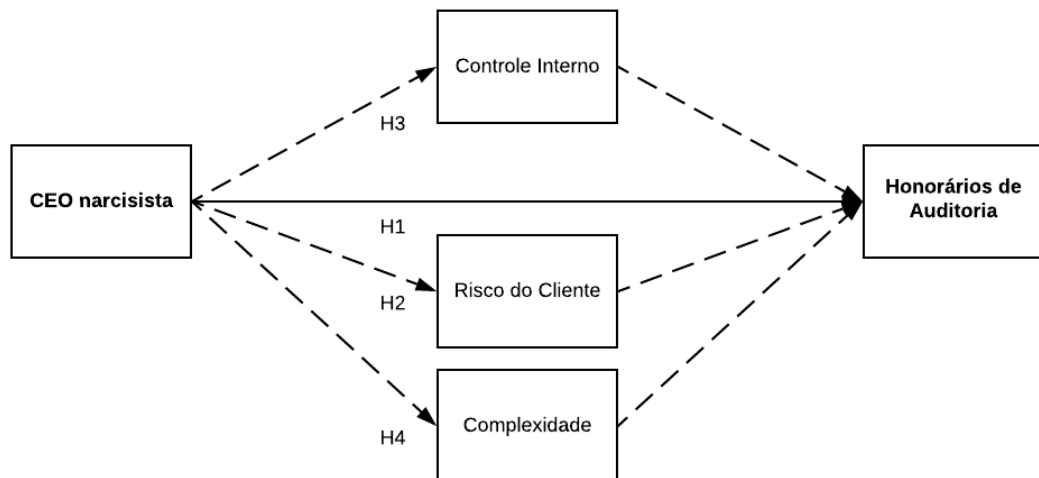 Controle Interno
H3
CEO narcisista
Honorários de
Auditoria
H1
Risco do Cliente
H2
Complexidade
H4